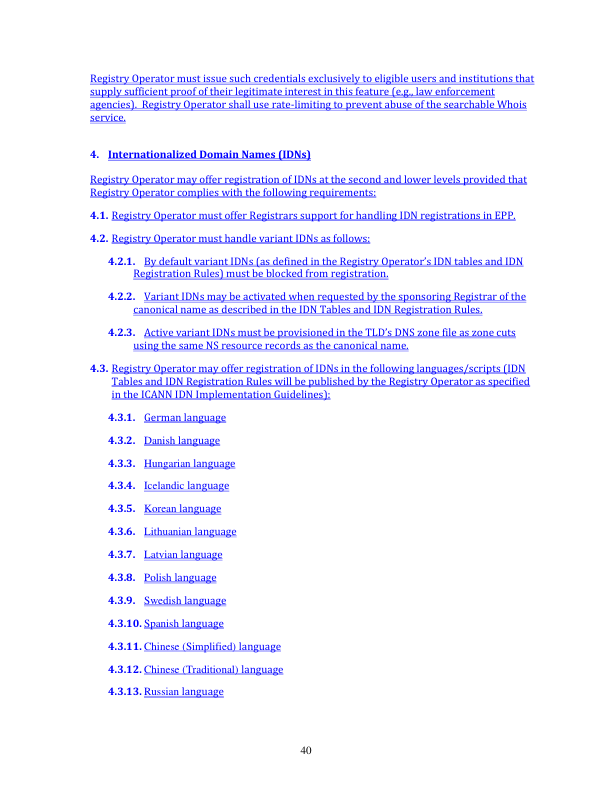 Registry Operator must issue such credentials exclusively to eligible users and institutions that
supply sufficient proof of their legitimate interest in this feature (e.g., law enforcement
agencies).  Registry Operator shall use rate-limiting to prevent abuse of the searchable Whois
service.
4. Internationalized Domain Names (IDNs)
Registry Operator may offer registration of IDNs at the second and lower levels provided that
Registry Operator complies with the following requirements:
4.1. Registry Operator must offer Registrars support for handling IDN registrations in EPP.
4.2. Registry Operator must handle variant IDNs as follows:
4.2.1. By default variant IDNs (as defined in the Registry Operator's IDN tables and IDN
Registration Rules) must be blocked from registration.
4.2.2. Variant IDNs may be activated when requested by the sponsoring Registrar of the
canonical name as described in the IDN Tables and IDN Registration Rules.
4.2.3. Active variant IDNs must be provisioned in the TLD's DNS zone file as zone cuts
using the same NS resource records as the canonical name.
4.3. Registry Operator may offer registration of IDNs in the following languages/scripts (IDN
Tables and IDN Registration Rules will be published by the Registry Operator as specified
in the ICANN IDN Implementation Guidelines):
4.3.1. German language
4.3.2. Danish language
4.3.3. Hungarian language
4.3.4. Icelandic language
4.3.5. Korean language
4.3.6. Lithuanian language
4.3.7. Latvian language
4.3.8. Polish language
4.3.9. Swedish language
4.3.10. Spanish language
4.3.11. Chinese (Simplified) language
4.3.12. Chinese (Traditional) language
4.3.13. Russian language
40